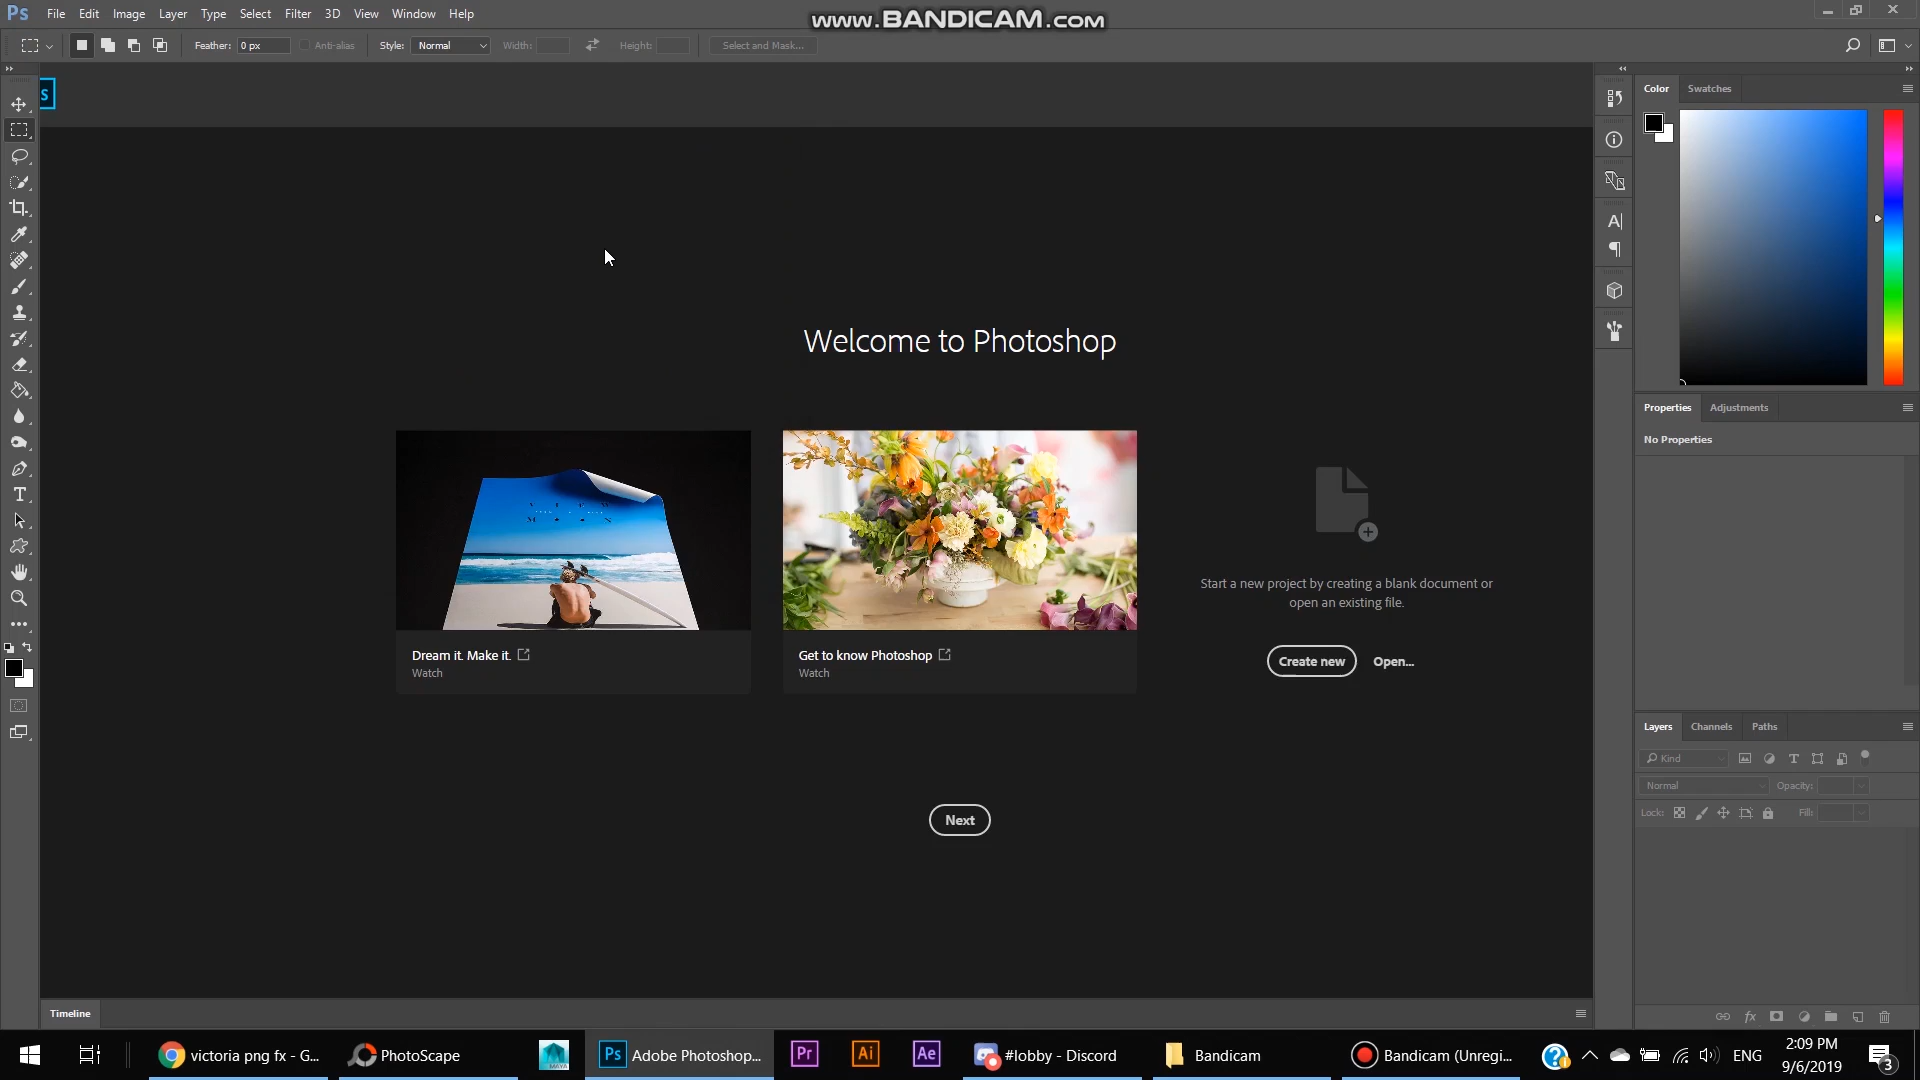 Ps File Edit Image Layer Type Select Filter 3D View Window Help
www.BANDICAM.com
Feather: 0 px Anti-alias Style: Normal Width: Height: Select and Mask...
Color Swatches
Welcome to Photoshop
Properties Adjustments
No Properties
Start a new project by creating a blank document or
open an existing file.
Dream it. Make it.
Watch
Get to know Photoshop
Watch
Create new Open...
Layers Channels Paths
Kind
Normal Opacity:
Lock: Fill:
Next
Timeline
victoria png fx - G...
PhotoScape
MAYA
Ps Adobe Photoshop...
Pr
Ai
Ae
#lobby - Discord
Bandicam
Bandicam (Unregi...
ENG
2:09 PM
9/6/2019
3